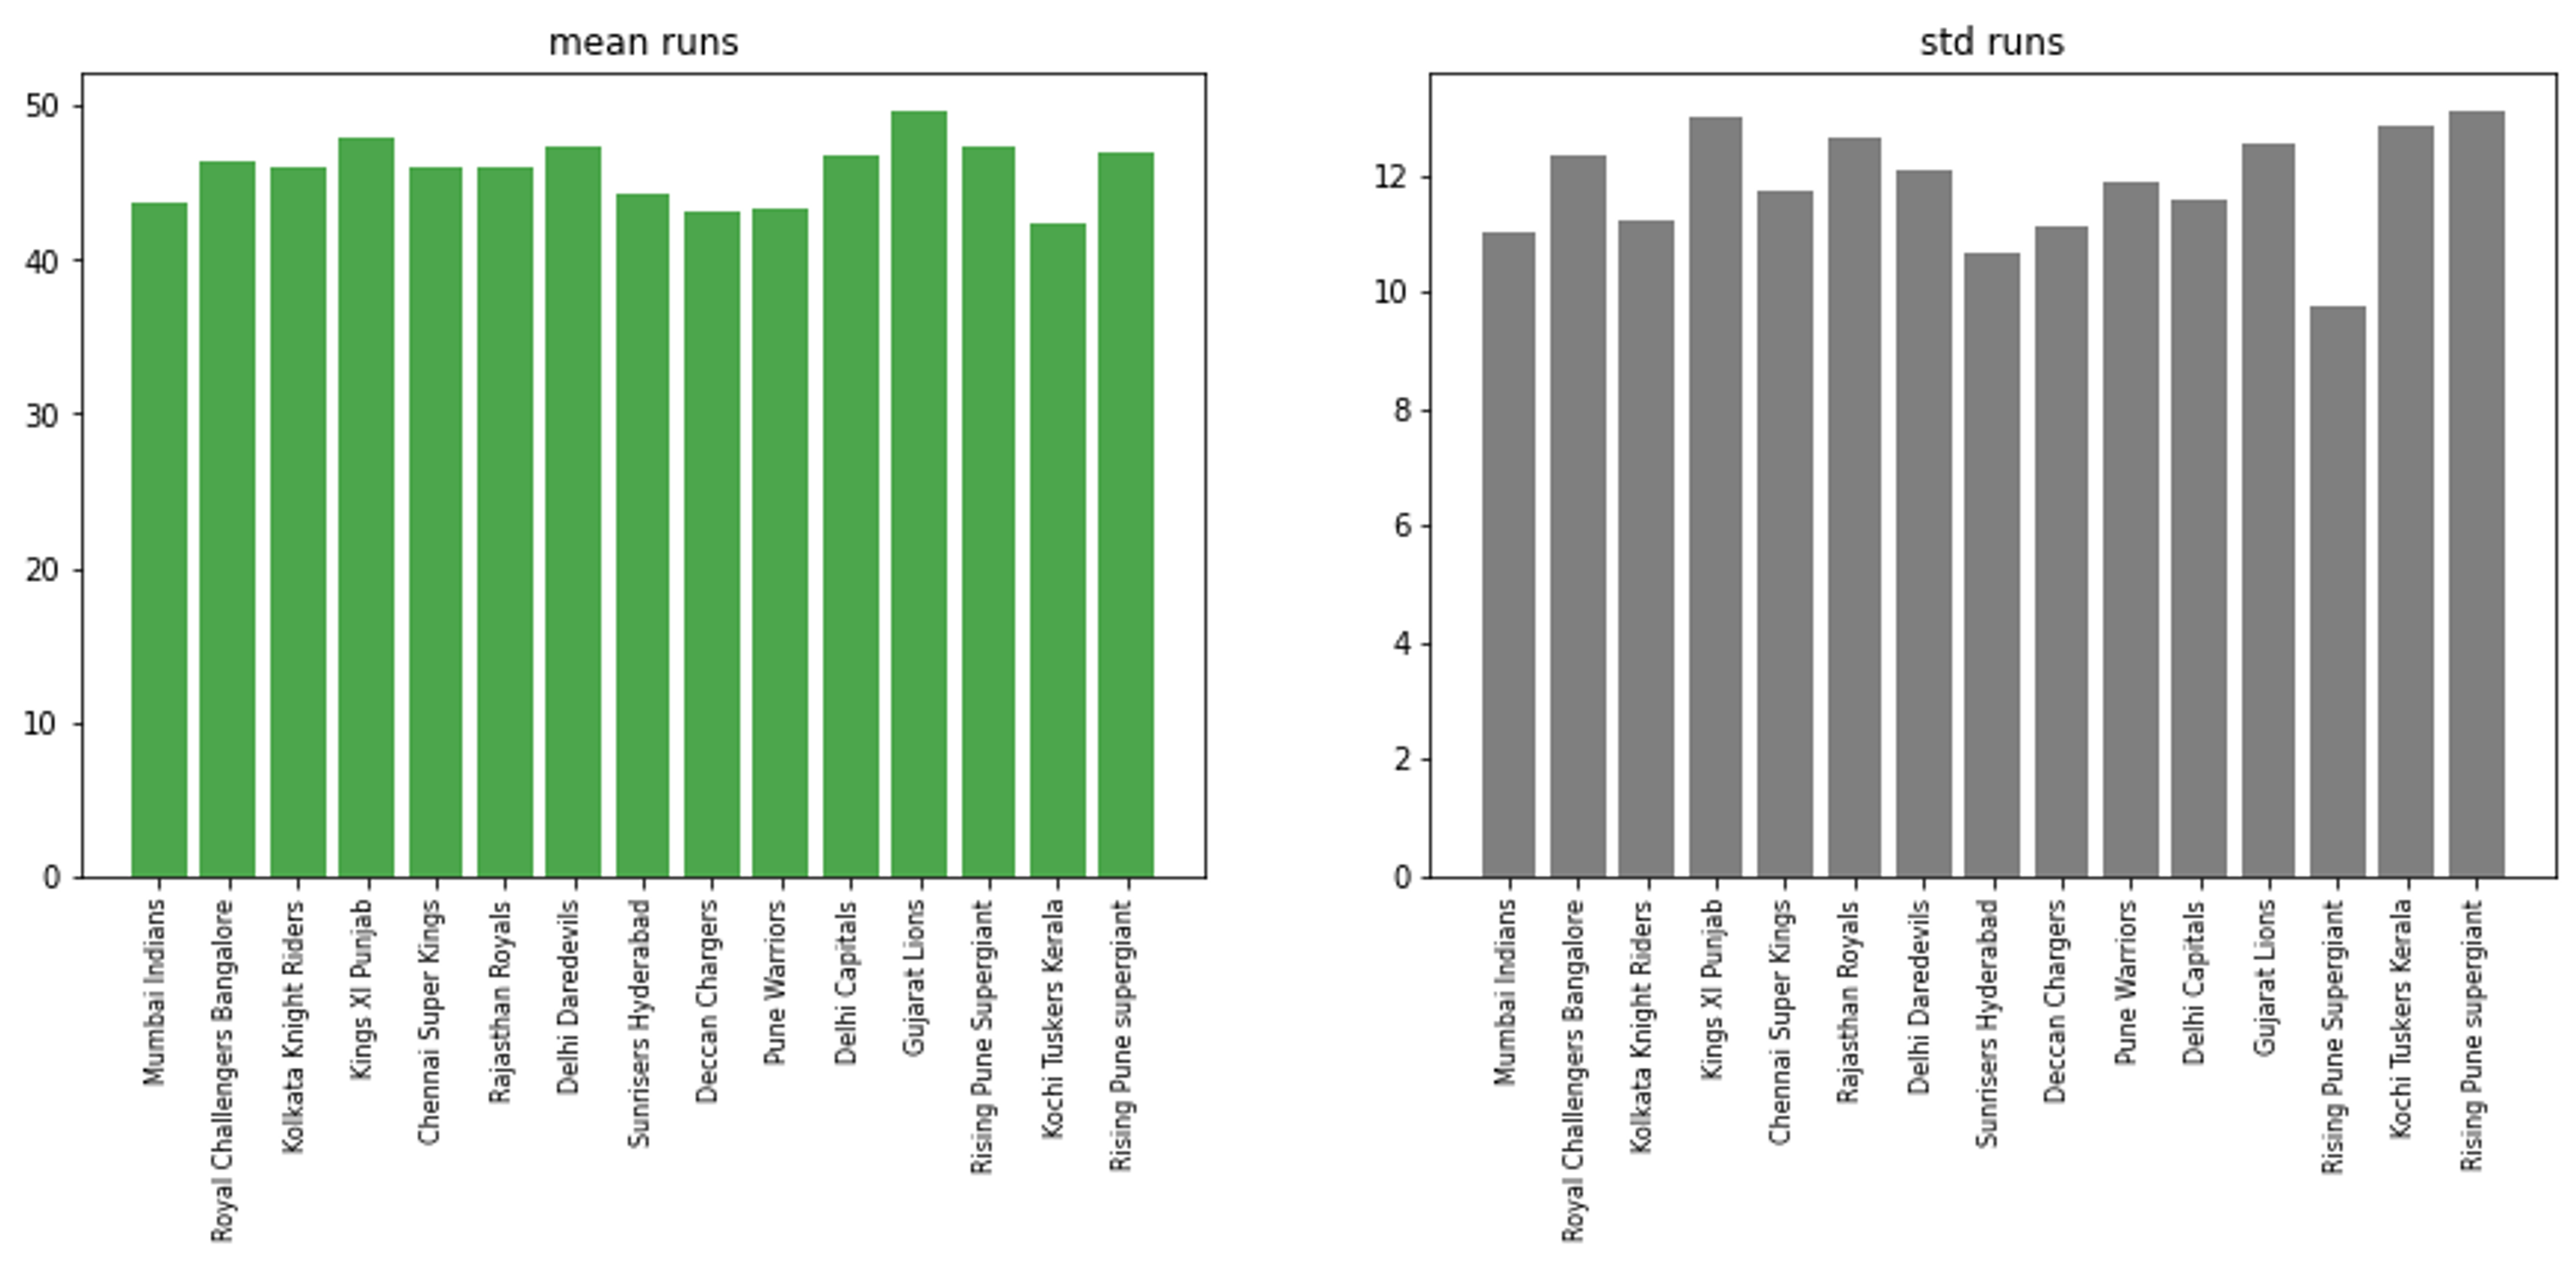 mean runs
50
40
30
20
10
0
Mumbai Indians
Royal Challengers Bangalore
Kolkata Knight Riders
Kings XI Punjab
Chennai Super Kings
Rajasthan Royals
Delhi Daredevils
Sunrisers Hyderabad
Deccan Chargers
Pune Warriors
Delhi Capitals
Gujarat Lions
Rising Pune Supergiant
Kochi Tuskers Kerala
Rising Pune supergiant
std runs
12
10
8
6
4
2
0
Mumbai Indians
Royal Challengers Bangalore
Kolkata Knight Riders
Kings XI Punjab
Chennai Super Kings
Rajasthan Royals
Delhi Daredevils
Sunrisers Hyderabad
Deccan Chargers
Pune Warriors
Delhi Capitals
Gujarat Lions
Rising Pune Supergiant
Kochi Tuskers Kerala
Rising Pune supergiant